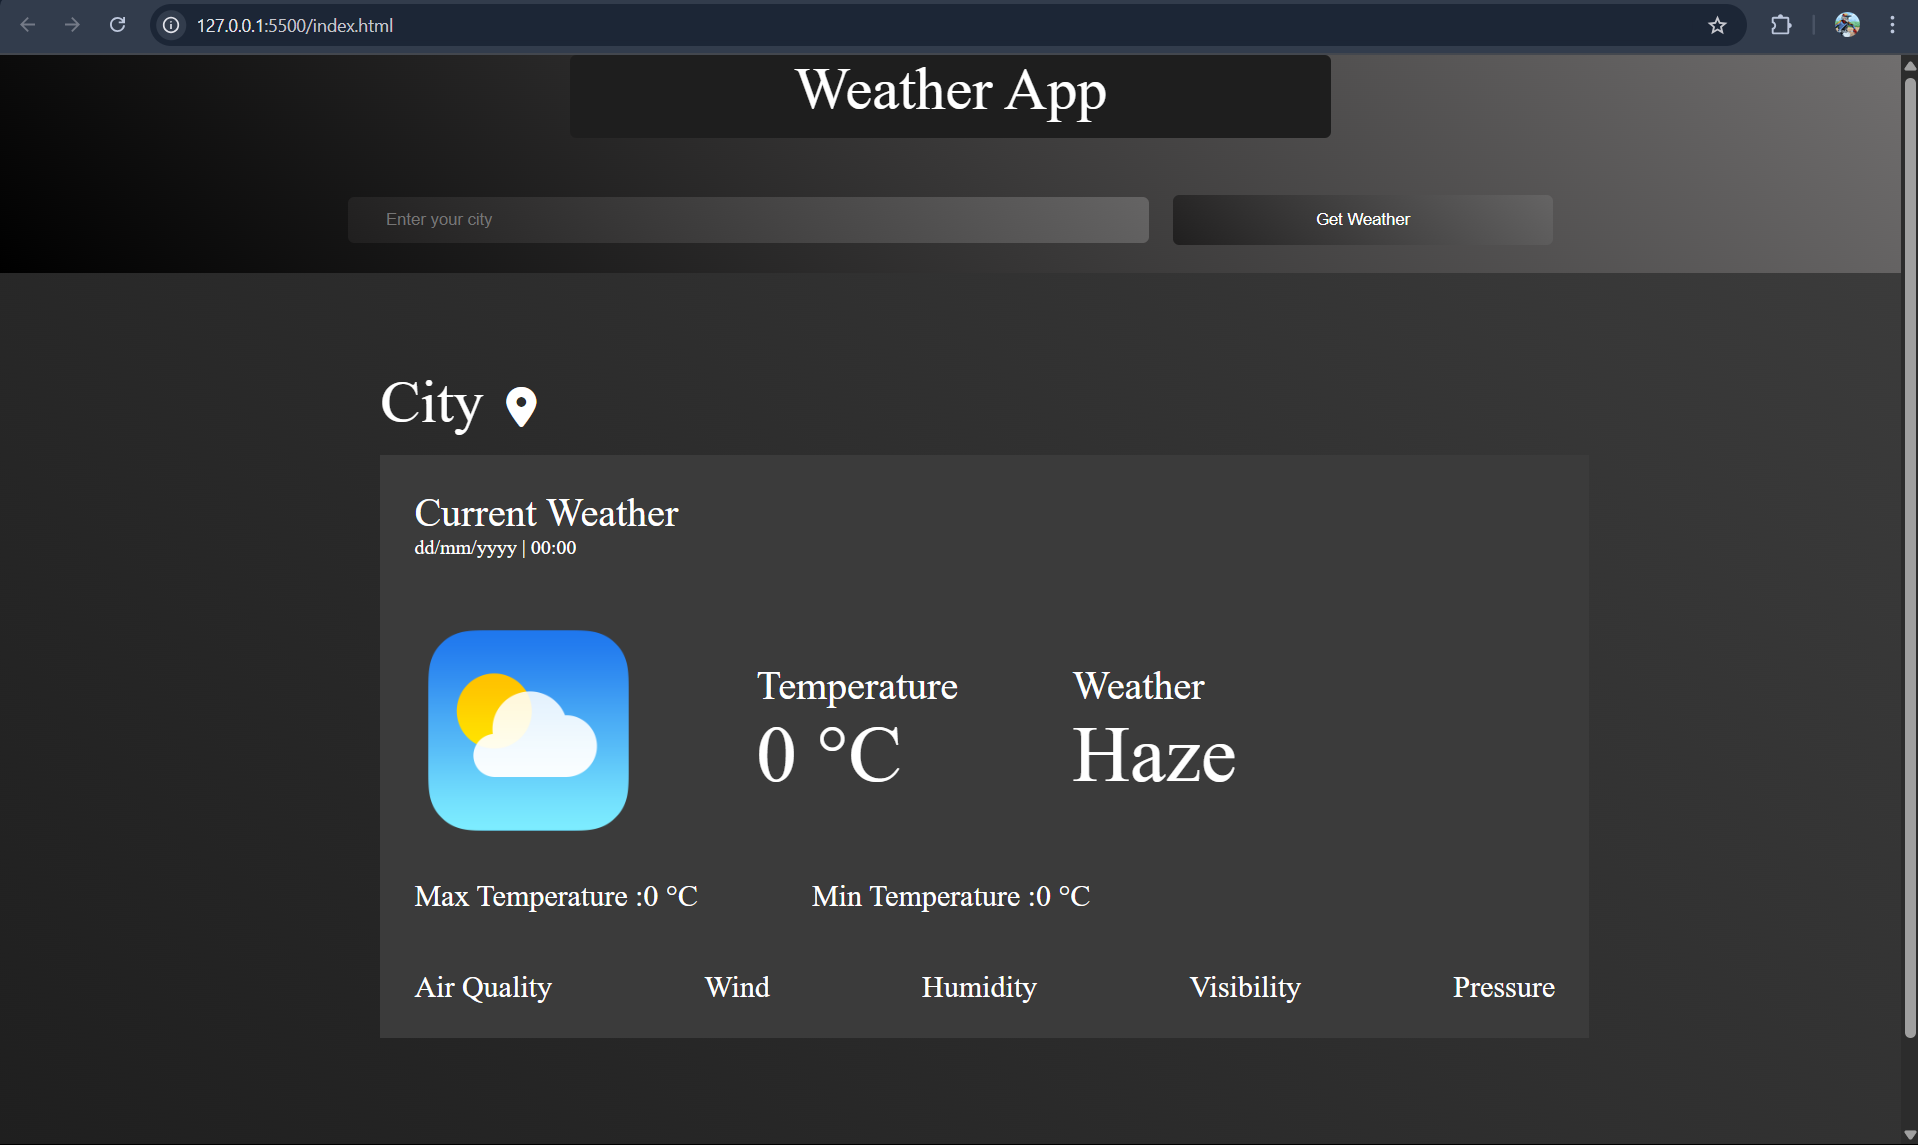 127.0.0.1:5500/index.html
Weather App
Enter your city
Get Weather
City
Current Weather
dd/mm/yyyy | 00:00
Temperature
0 °C
Weather
Haze
Max Temperature :0 °C
Min Temperature :0 °C
Air Quality
Wind
Humidity
Visibility
Pressure